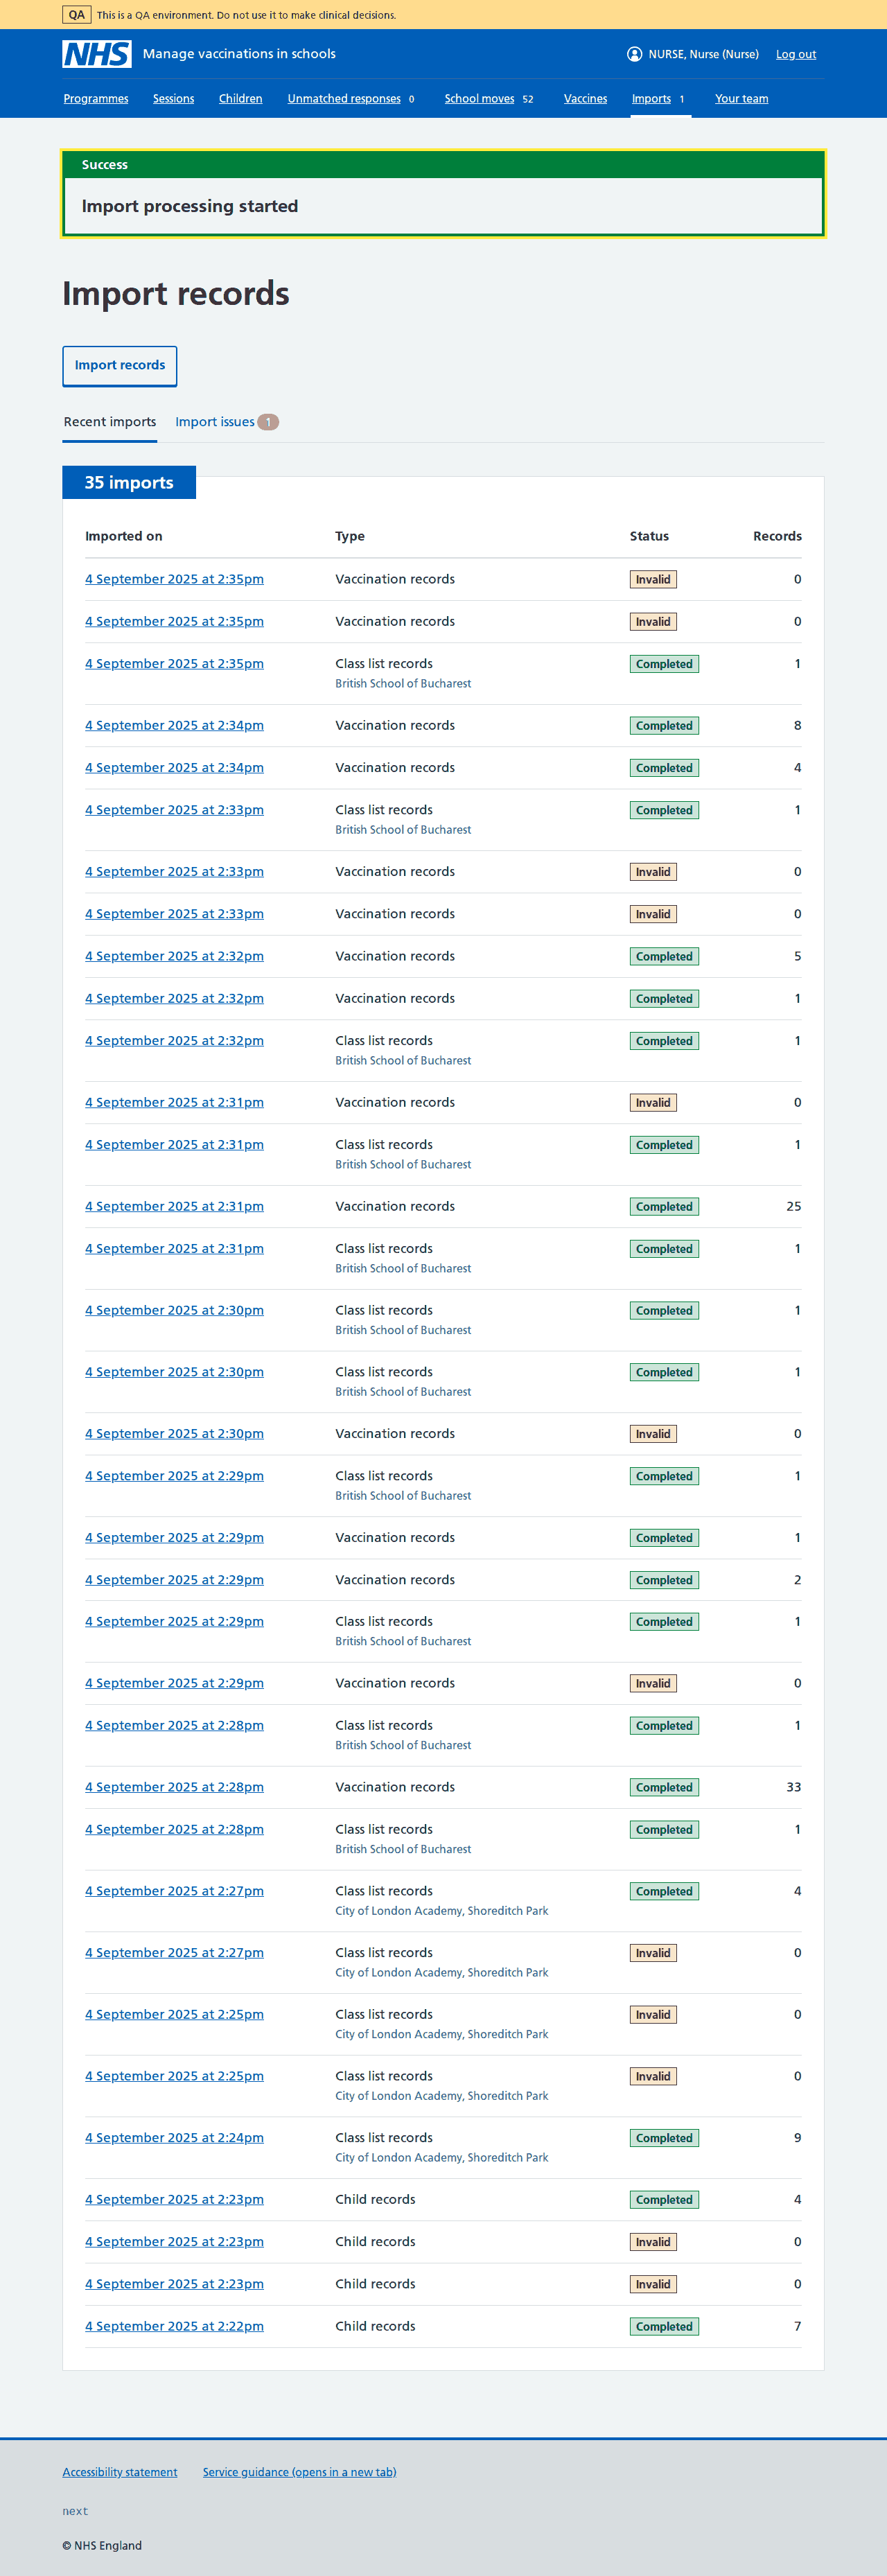 QA This is a QA environment. Do not use it to make clinical decisions.
NHS Manage vaccinations in schools NURSE, Nurse (Nurse) Log out
Programmes Sessions Children Unmatched responses 0 School moves 52 Vaccines Imports 1 Your team
Success
Import processing started
Import records
Import records
Recent imports Import issues 1
35 imports
Imported on Type Status Records
4 September 2025 at 2:35pm Vaccination records Invalid 0
4 September 2025 at 2:35pm Vaccination records Invalid 0
4 September 2025 at 2:35pm Class list records Completed 1
British School of Bucharest
4 September 2025 at 2:34pm Vaccination records Completed 8
4 September 2025 at 2:34pm Vaccination records Completed 4
4 September 2025 at 2:33pm Class list records Completed 1
British School of Bucharest
4 September 2025 at 2:33pm Vaccination records Invalid 0
4 September 2025 at 2:33pm Vaccination records Invalid 0
4 September 2025 at 2:32pm Vaccination records Completed 5
4 September 2025 at 2:32pm Vaccination records Completed 1
4 September 2025 at 2:32pm Class list records Completed 1
British School of Bucharest
4 September 2025 at 2:31pm Vaccination records Invalid 0
4 September 2025 at 2:31pm Class list records Completed 1
British School of Bucharest
4 September 2025 at 2:31pm Vaccination records Completed 25
4 September 2025 at 2:31pm Class list records Completed 1
British School of Bucharest
4 September 2025 at 2:30pm Class list records Completed 1
British School of Bucharest
4 September 2025 at 2:30pm Class list records Completed 1
British School of Bucharest
4 September 2025 at 2:30pm Vaccination records Invalid 0
4 September 2025 at 2:29pm Class list records Completed 1
British School of Bucharest
4 September 2025 at 2:29pm Vaccination records Completed 1
4 September 2025 at 2:29pm Vaccination records Completed 2
4 September 2025 at 2:29pm Class list records Completed 1
British School of Bucharest
4 September 2025 at 2:29pm Vaccination records Invalid 0
4 September 2025 at 2:28pm Class list records Completed 1
British School of Bucharest
4 September 2025 at 2:28pm Vaccination records Completed 33
4 September 2025 at 2:28pm Class list records Completed 1
British School of Bucharest
4 September 2025 at 2:27pm Class list records Completed 4
City of London Academy, Shoreditch Park
4 September 2025 at 2:27pm Class list records Invalid 0
City of London Academy, Shoreditch Park
4 September 2025 at 2:25pm Class list records Invalid 0
City of London Academy, Shoreditch Park
4 September 2025 at 2:25pm Class list records Invalid 0
City of London Academy, Shoreditch Park
4 September 2025 at 2:24pm Class list records Completed 9
City of London Academy, Shoreditch Park
4 September 2025 at 2:23pm Child records Completed 4
4 September 2025 at 2:23pm Child records Invalid 0
4 September 2025 at 2:23pm Child records Invalid 0
4 September 2025 at 2:22pm Child records Completed 7
Accessibility statement Service guidance (opens in a new tab)
next
© NHS England